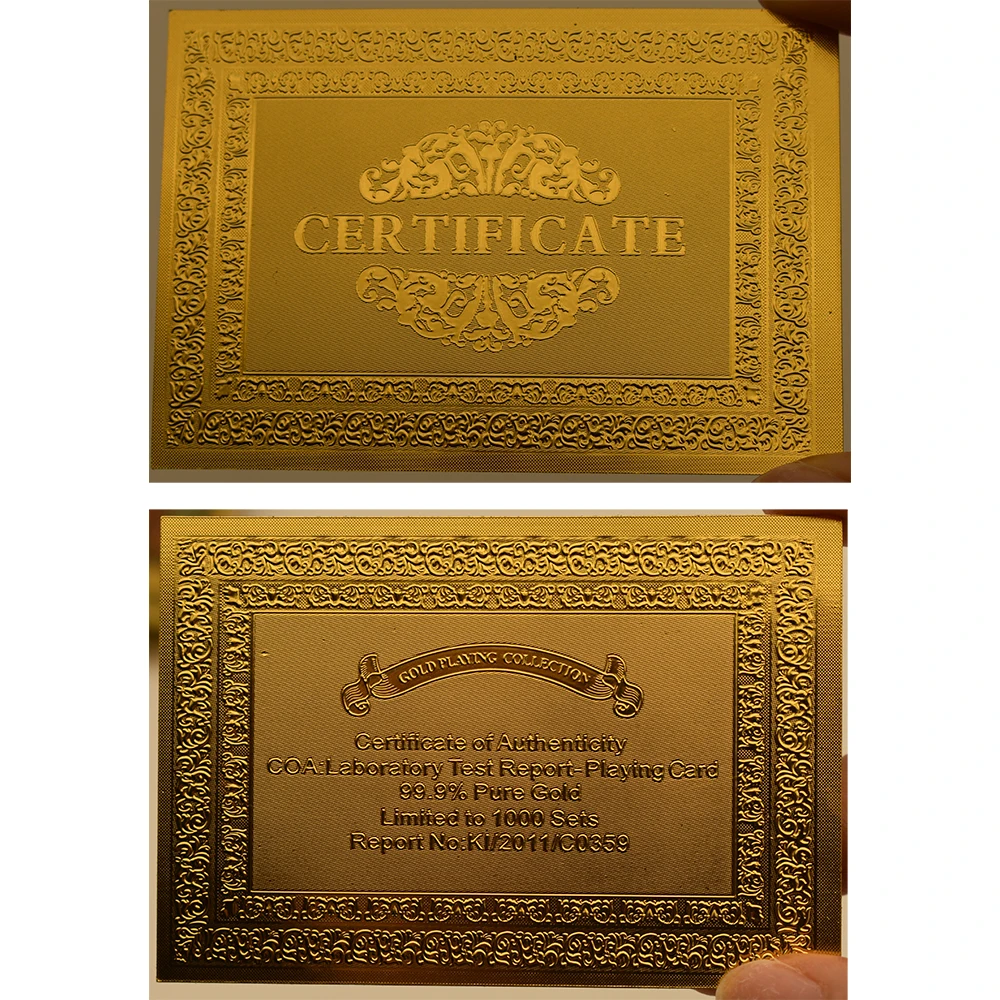 CERTIFICATE
GOLD PLAYING COLLECTION
Certificate of Authenticity
COA:Laboratory Test Report-Playing Card
99.9% Pure Gold
Limited to 1000 Sets
Report No:KI/2011/C0359